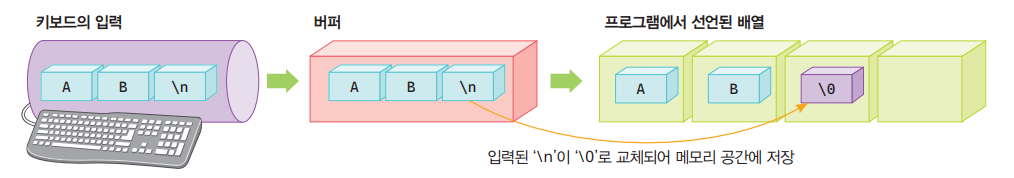 키보드의 입력
버퍼
프로그램에서 선언된 배열
A B \n
A B \n
A B \0
입력된 '\n'이 '\0'로 교체되어 메모리 공간에 저장